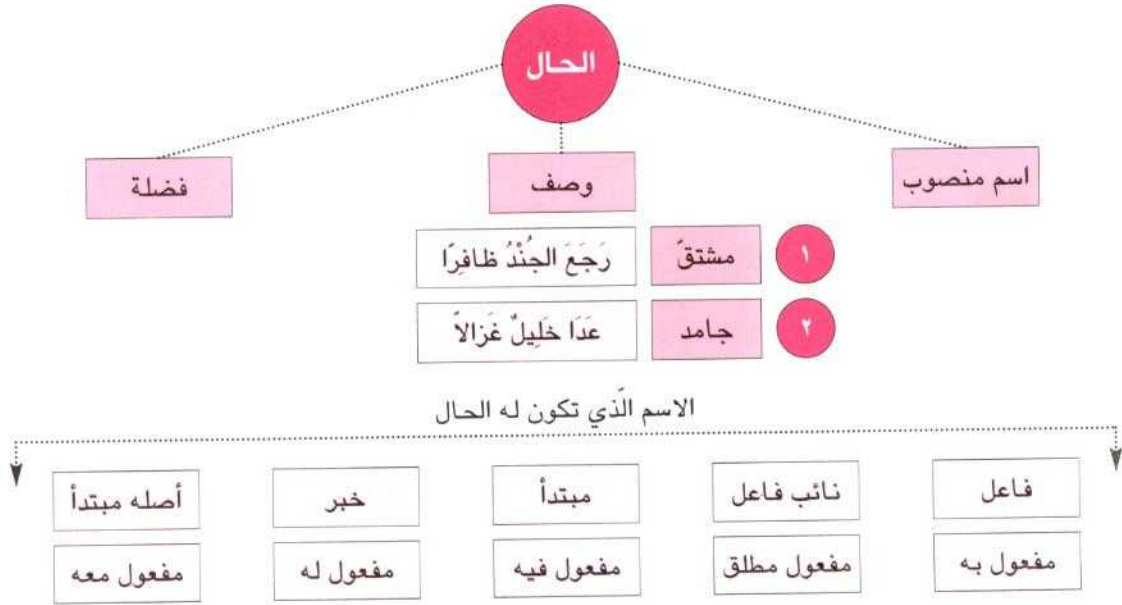 الحال
اسم منصوب
وصف
فضلة
١ مشتقّ رَجَعَ الجُنْدُ ظافِرًا
٢ جامد عَدَا خَلِيلٌ غَزالاً
الاسم الّذي تكون له الحال
فاعل نائب فاعل مبتدأ خبر أصله مبتدأ
مفعول به مفعول مطلق مفعول فيه مفعول له مفعول معه